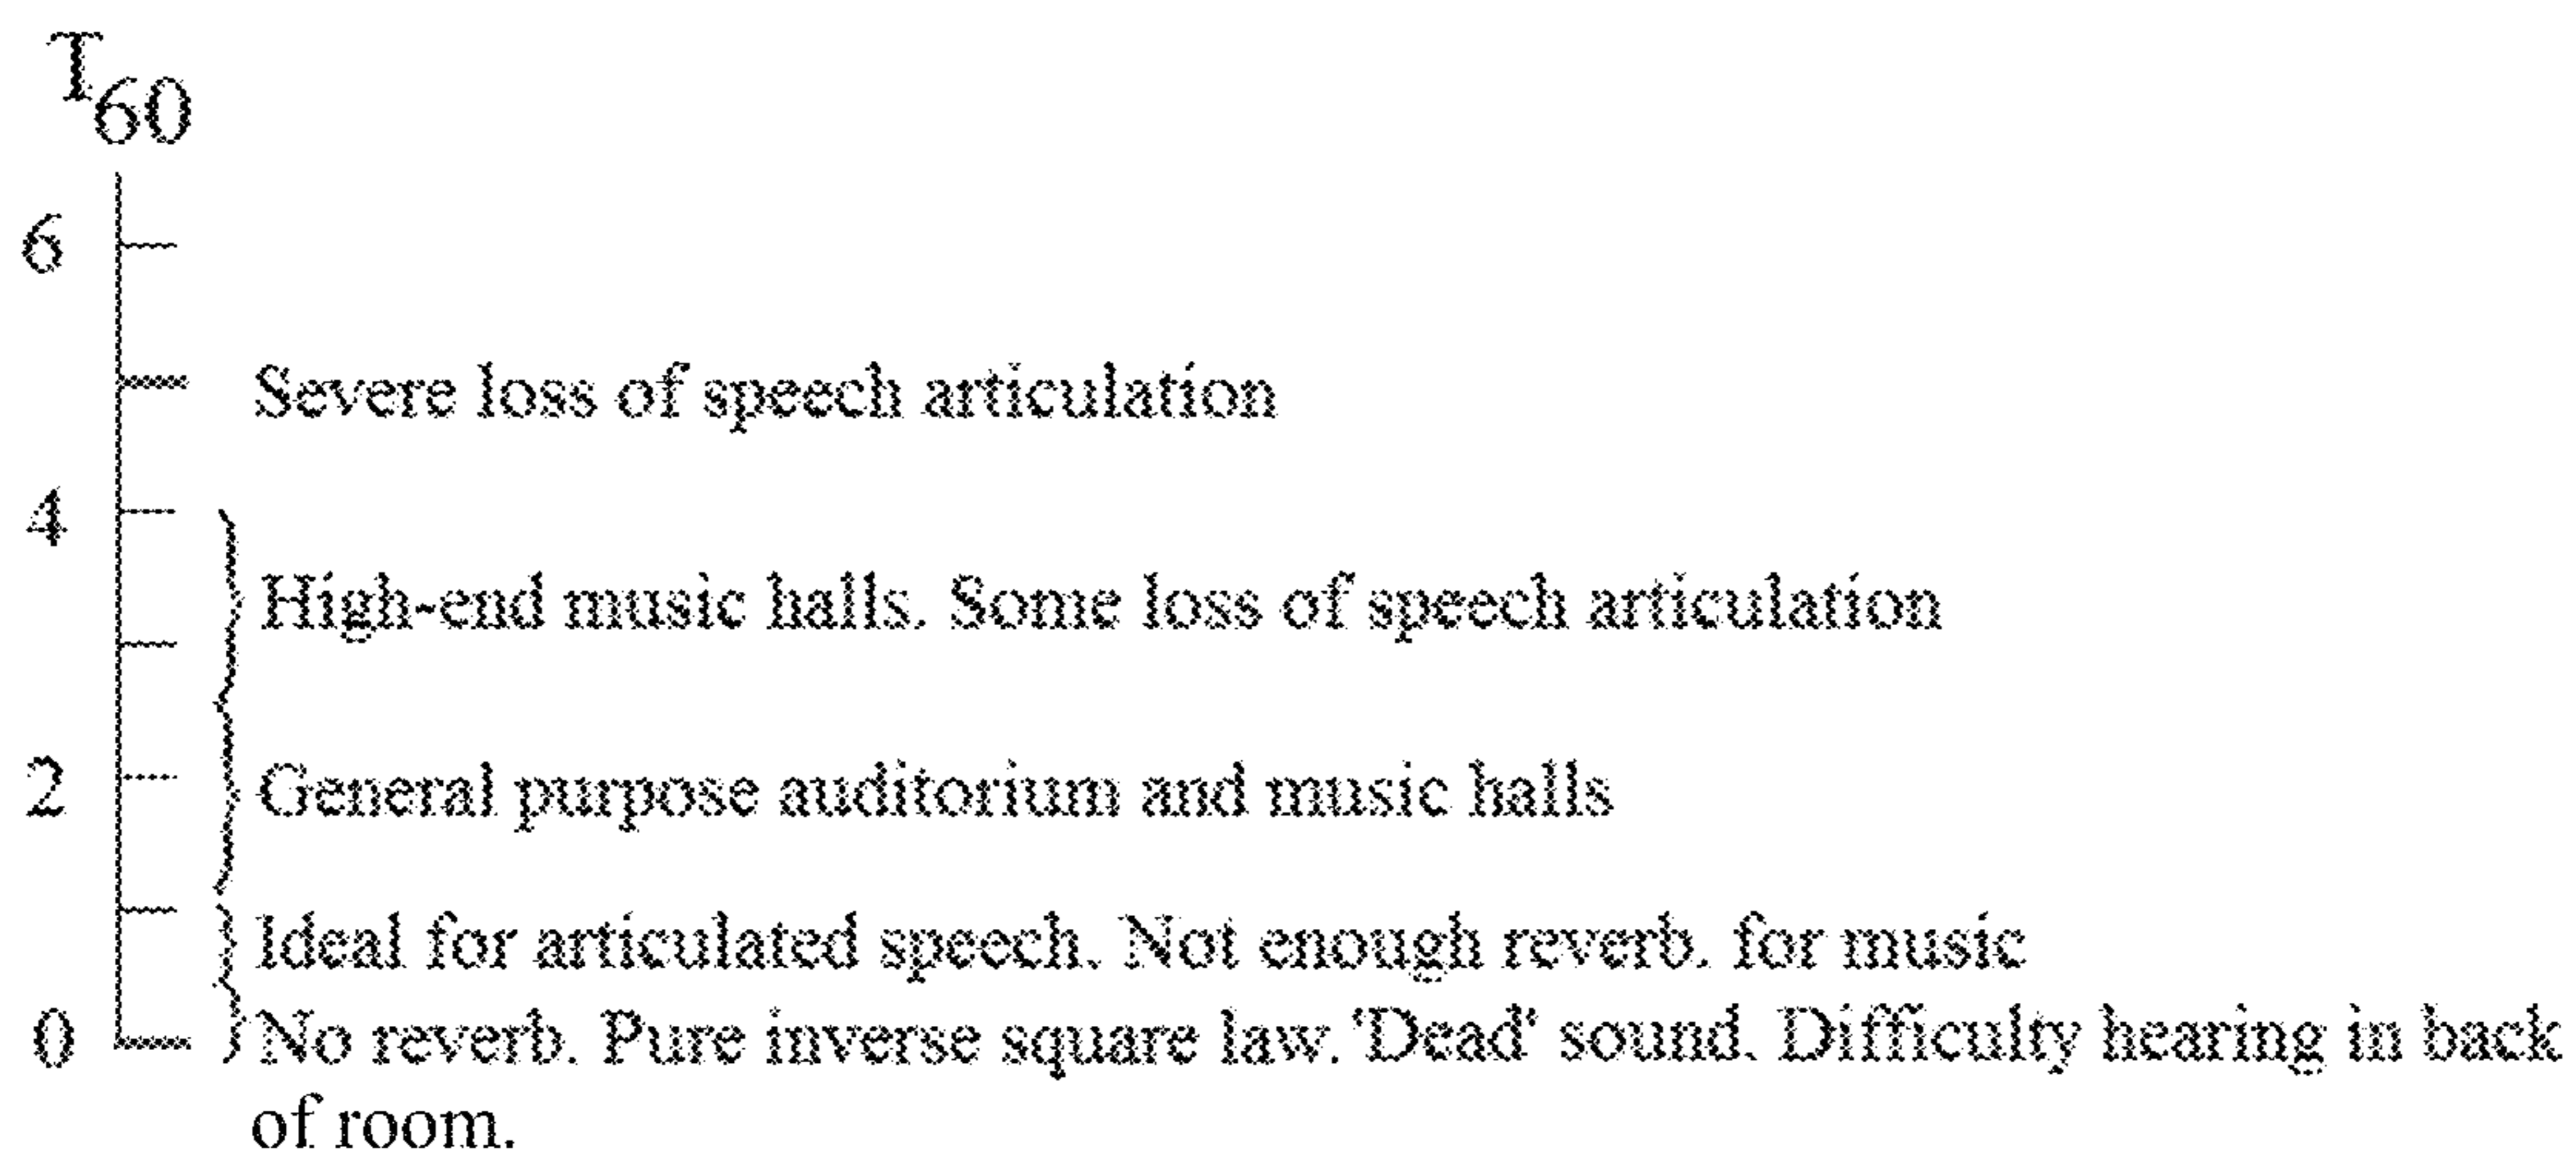 T60
6
Severe loss of speech articulation
4
High-end music halls. Some loss of speech articulation
2 General purpose auditorium and music halls
Ideal for articulated speech. Not enough reverb. for music
0 No reverb. Pure inverse square law. 'Dead' sound. Difficulty hearing in back
of room.